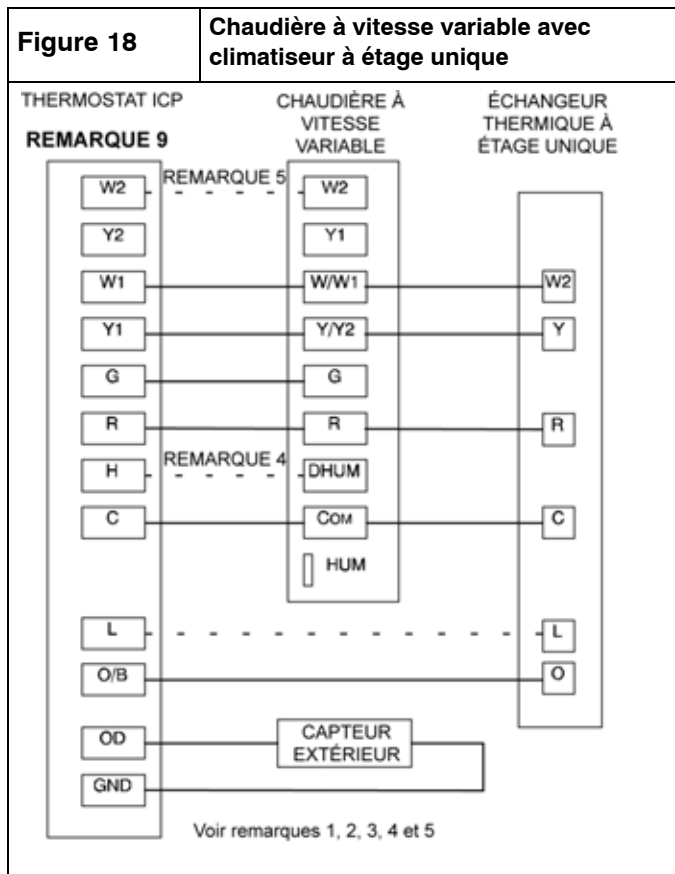 Figure 18
Chaudière à vitesse variable avec
climatiseur à étage unique
THERMOSTAT ICP
REMARQUE 9
CHAUDIÈRE À
VITESSE
VARIABLE
ÉCHANGEUR
THERMIQUE À
ÉTAGE UNIQUE
W2 REMARQUE 5 W2
Y2 Y1
W1 W/W1 W2
Y1 Y/Y2 Y
G G
R R R
H REMARQUE 4 DHUM
C COM C
HUM
L L
O/B O
OD CAPTEUR
EXTÉRIEUR
GND
Voir remarques 1, 2, 3, 4 et 5